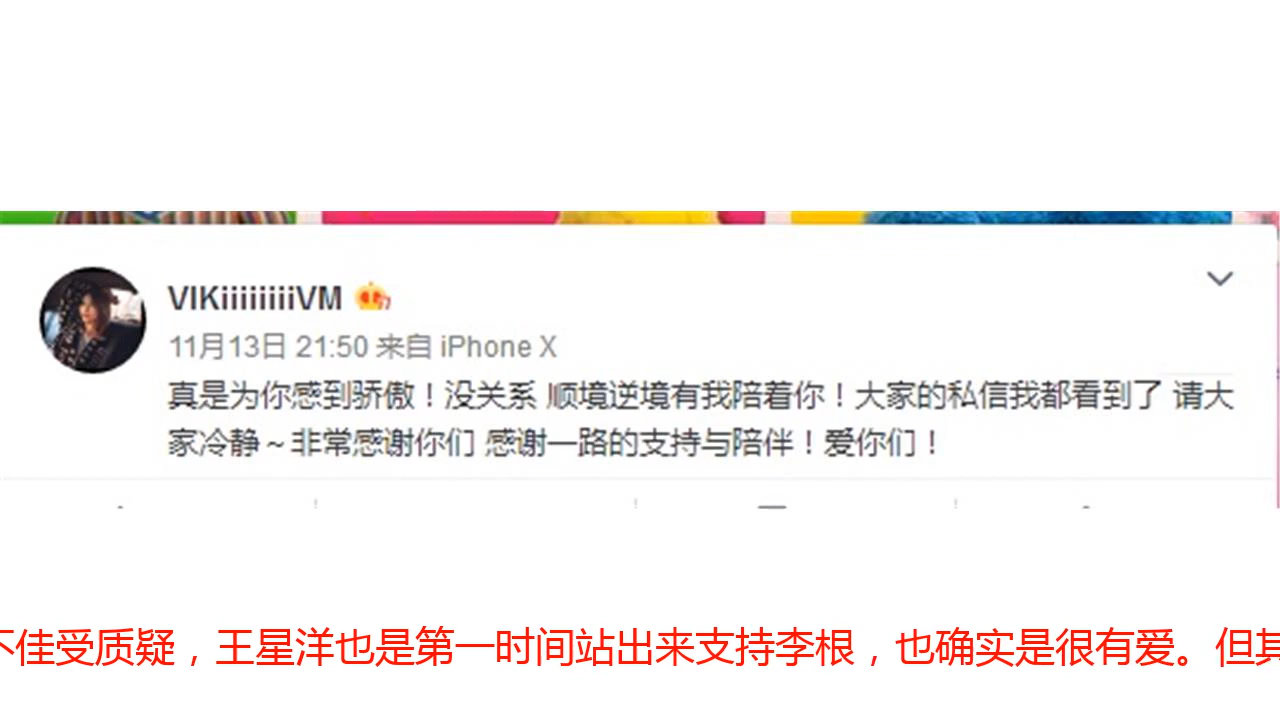 VIKiiiiiiiiVM
11月13日 21:50 来自 iPhone X
真是为你感到骄傲！没关系 顺境逆境有我陪着你！大家的私信我都看到了 请大
家冷静～非常感谢你们 感谢一路的支持与陪伴！爱你们！
不佳受质疑，王星洋也是第一时间站出来支持李根，也确实是很有爱。但其